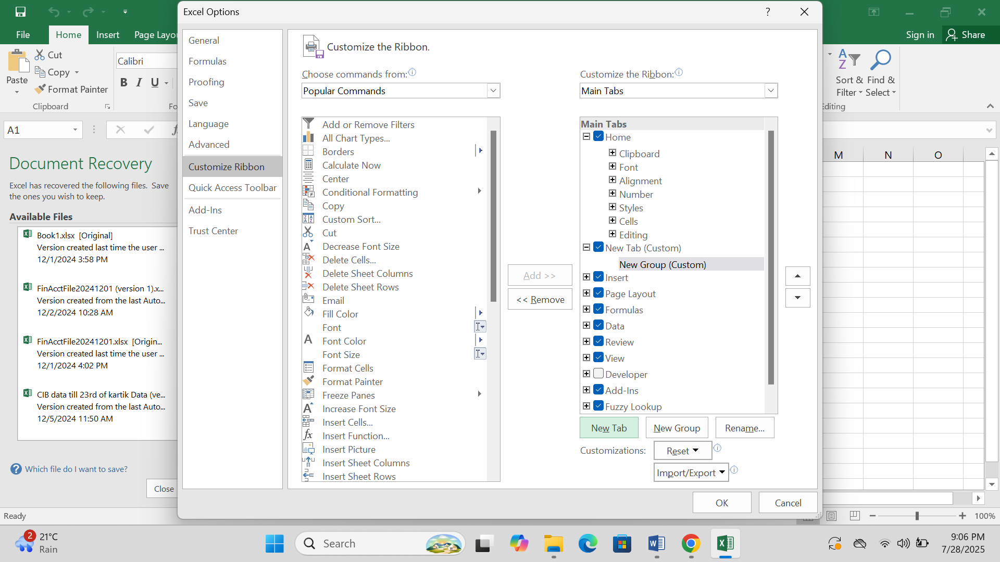 Excel Options
?
File
Home
Insert
Page Layou
Sign in
Share
Paste
Cut
Copy
Format Painter
Clipboard
Calibri
B I U
Fo
Sort & Filter
Find & Select
Editing
A1
Document Recovery
Excel has recovered the following files. Save
the ones you wish to keep.
Available Files
Book1.xlsx [Original]
Version created last time the user ...
12/1/2024 3:58 PM
FinAcctFile20241201 (version 1).x...
Version created from the last Auto...
12/2/2024 10:28 AM
FinAcctFile20241201.xlsx [Origin...
Version created last time the user ...
12/1/2024 4:02 PM
CIB data till 23rd of kartik Data (ve...
Version created from the last Auto...
12/5/2024 11:50 AM
Which file do I want to save?
Close
General
Formulas
Proofing
Save
Language
Advanced
Customize Ribbon
Quick Access Toolbar
Add-Ins
Trust Center
Customize the Ribbon.
Choose commands from:
Popular Commands
Add or Remove Filters
All Chart Types...
Borders
Calculate Now
Center
Conditional Formatting
Copy
Custom Sort...
Cut
Decrease Font Size
Delete Cells...
Delete Sheet Columns
Delete Sheet Rows
Email
Fill Color
Font
Font Color
Font Size
Format Cells
Format Painter
Freeze Panes
Increase Font Size
Insert Cells...
Insert Function...
Insert Picture
Insert Sheet Columns
Insert Sheet Rows
Add >>
<< Remove
Customize the Ribbon:
Main Tabs
Main Tabs
Home
Clipboard
Font
Alignment
Number
Styles
Cells
Editing
New Tab (Custom)
New Group (Custom)
Insert
Page Layout
Formulas
Data
Review
View
Developer
Add-Ins
Fuzzy Lookup
New Tab
New Group
Rename...
Customizations:
Reset
Import/Export
OK
Cancel
M N O
Ready
100%
2
21°C
Rain
Search
9:06 PM
7/28/2025